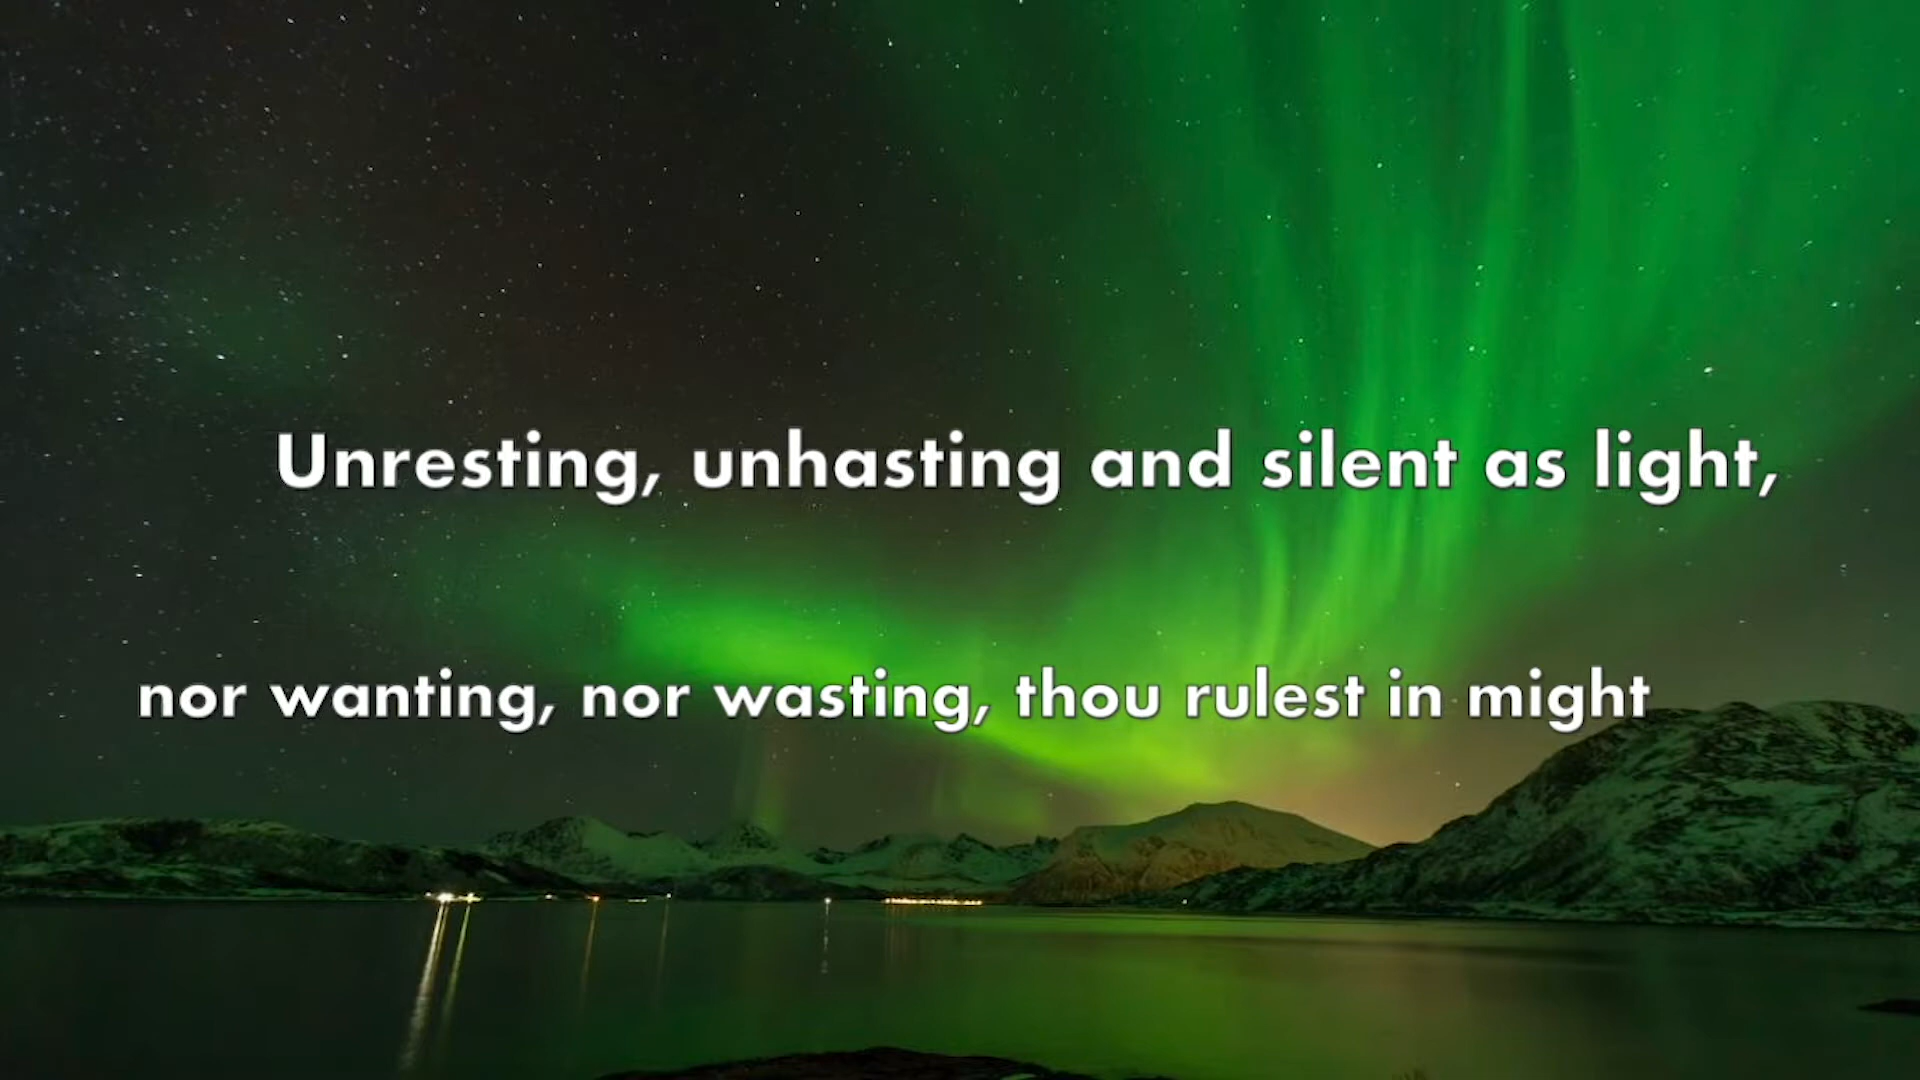 Unresting, unhasting and silent as light,
nor wanting, nor wasting, thou rulest in might